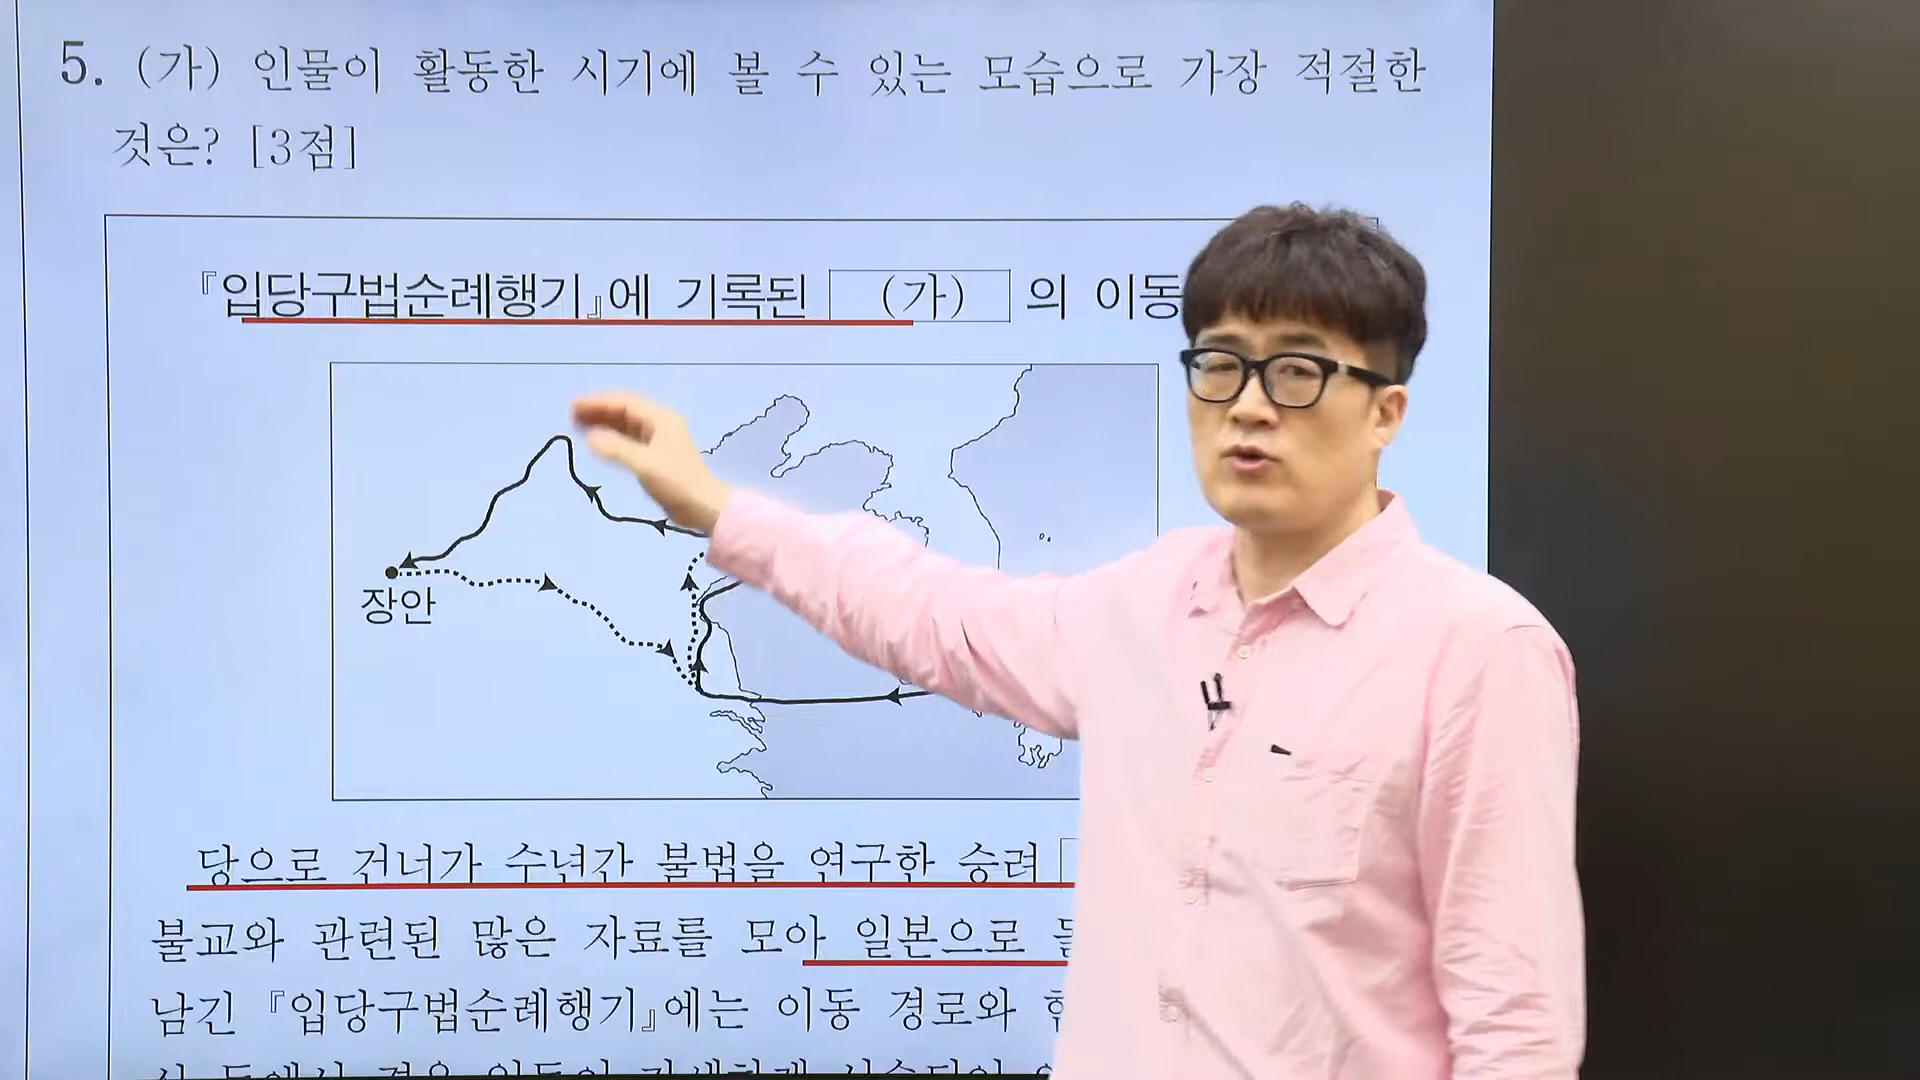 5. (가) 인물이 활동한 시기에 볼 수 있는 모습으로 가장 적절한
것은? [3점]
『입당구법순례행기』에 기록된 (가) 의 이동
장안
당으로 건너가 수년간 불법을 연구한 승려
불교와 관련된 많은 자료를 모아 일본으로
남긴 『입당구법순례행기』에는 이동 경로와